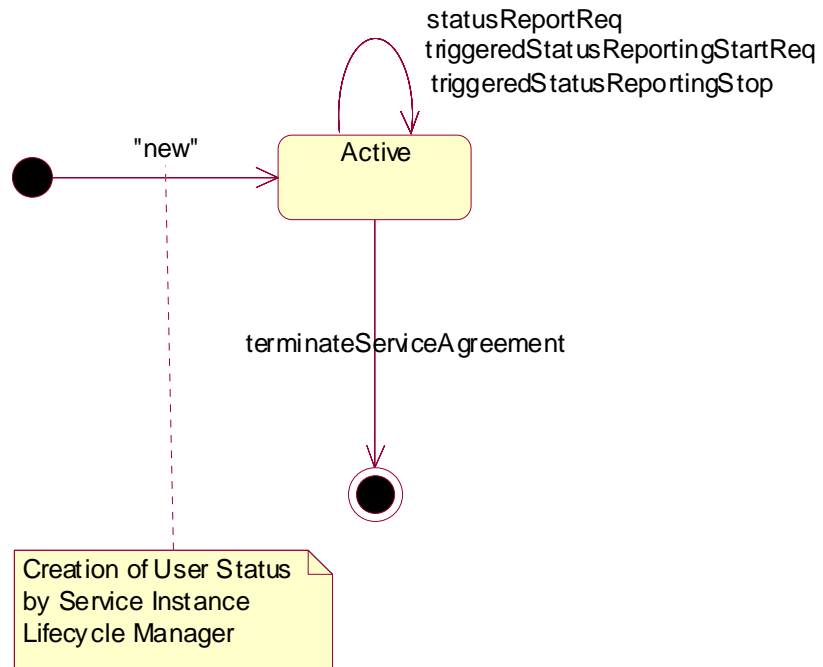 statusReportReq
triggeredStatusReportingStartReq
triggeredStatusReportingStop
"new"
Active
terminateServiceAgreement
Creation of User Status
by Service Instance
Lifecycle Manager